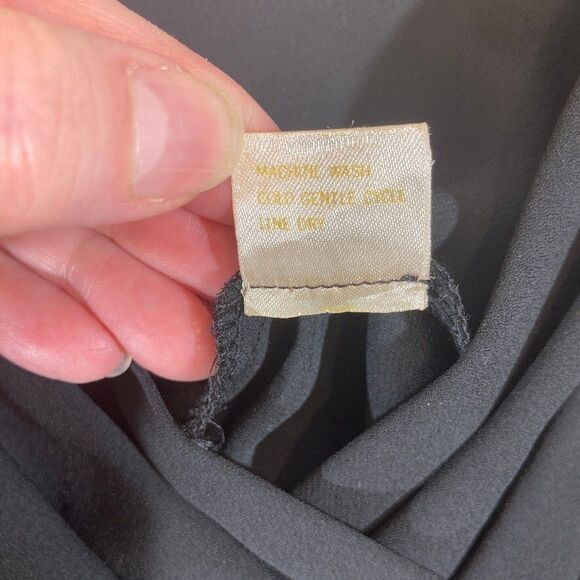 MACHINE WASH
COLD GENTLE CYCLE
LINE DRY